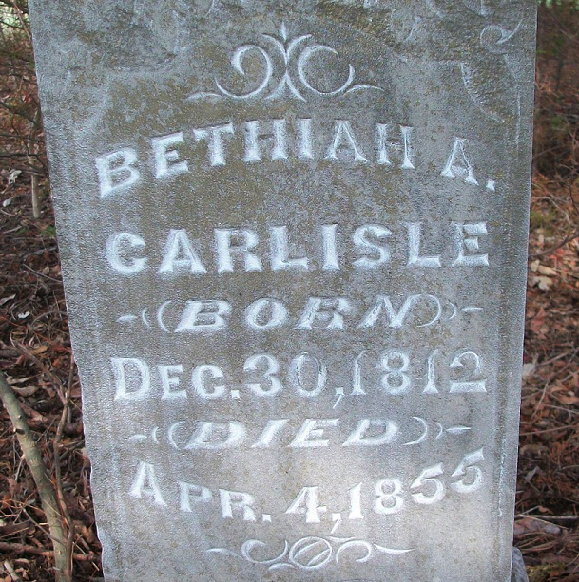 BETHIAH A.
CARLISLE
BORN
DEC. 30, 1812
DIED
APR. 4, 1855